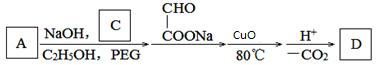 CHO
COONa
A NaOH, C CuO H⁺ D
C₂H₅OH, PEG 80℃ —CO₂